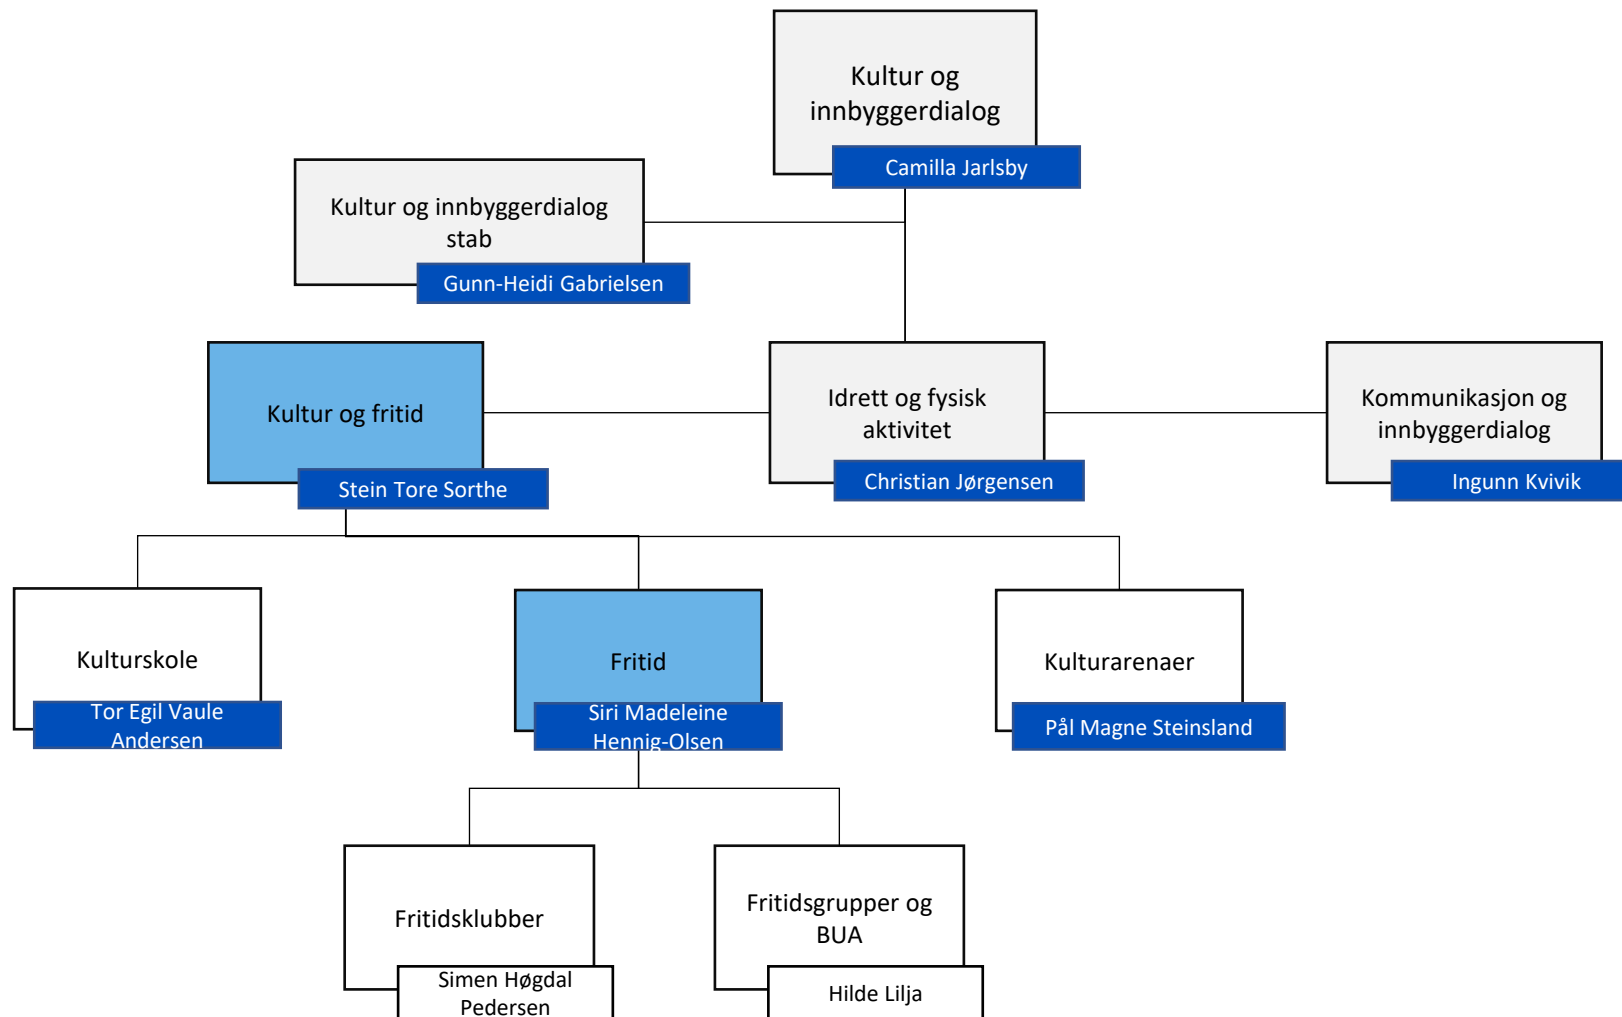 Kultur og
innbyggerdialog
Camilla Jarlsby
Kultur og innbyggerdialog
stab
Gunn-Heidi Gabrielsen
Kultur og fritid
Stein Tore Sorthe
Idrett og fysisk
aktivitet
Christian Jørgensen
Kommunikasjon og
innbyggerdialog
Ingunn Kvivik
Kulturskole
Tor Egil Vaule
Andersen
Fritid
Siri Madeleine
Hennig-Olsen
Kulturarenaer
Pål Magne Steinsland
Fritidsklubber
Simen Høgdal
Pedersen
Fritidsgrupper og
BUA
Hilde Lilja